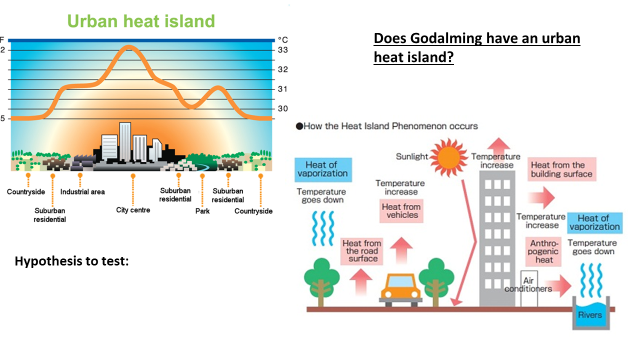 Urban heat island
F
°C
2
33
32
31
5
30
Countryside
Suburban
residential
Industrial area
City centre
Suburban
residential
Park
Suburban
residential
Countryside
Hypothesis to test:
Does Godalming have an urban
heat island?
●How the Heat Island Phenomenon occurs
Heat of
vaporization
Temperature
goes down
Heat from
the road
surface
Temperature
increase
Heat from
vehicles
Sunlight
Temperature
increase
Heat from the
building surface
Temperature
increase
Anthro-
pogenic
heat
Air
conditioners
Heat of
vaporization
Temperature
goes down
Rivers